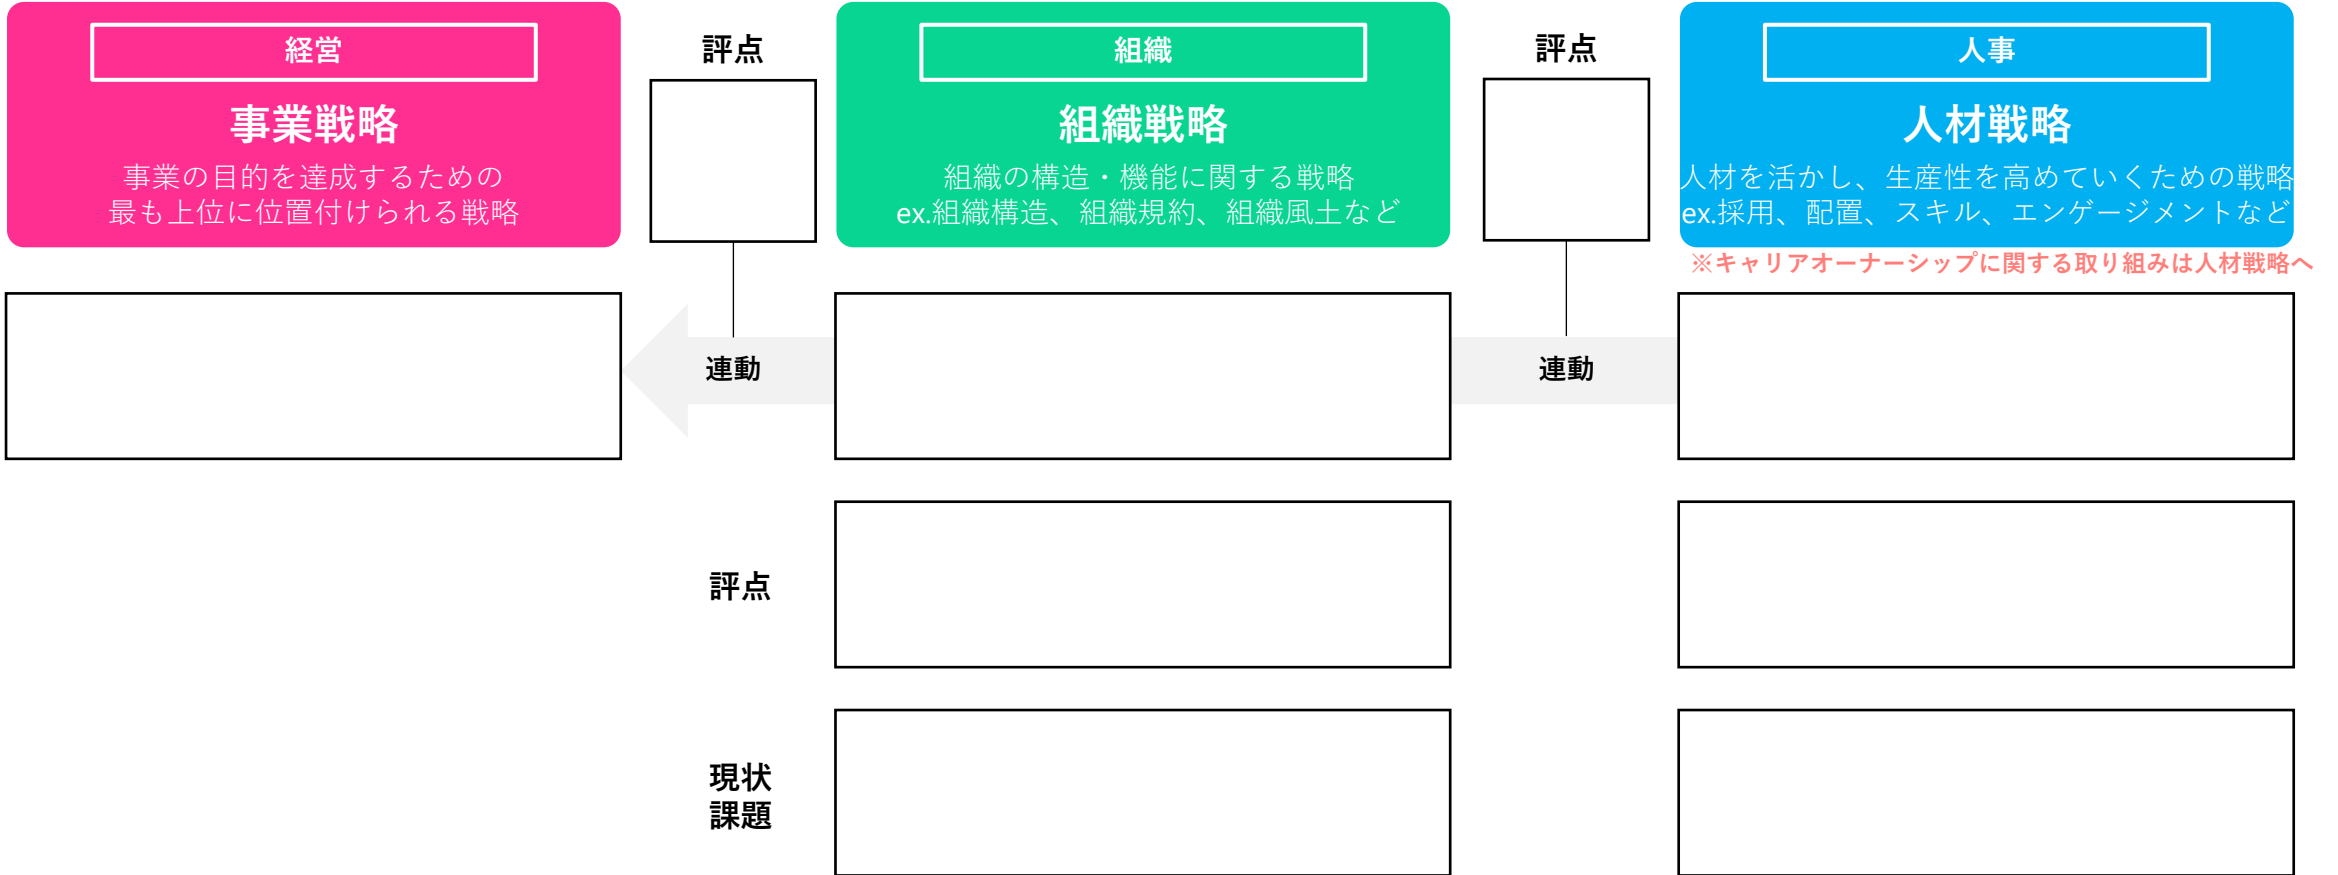 経営
事業戦略
事業の目的を達成するための
最も上位に位置付けられる戦略
評点
組織
組織戦略
組織の構造・機能に関する戦略
ex.組織構造、組織規約、組織風土など
評点
人事
人材戦略
人材を活かし、生産性を高めていくための戦略
ex.採用、配置、スキル、エンゲージメントなど
※キャリアオーナーシップに関する取り組みは人材戦略へ
連動
連動
評点
現状
課題